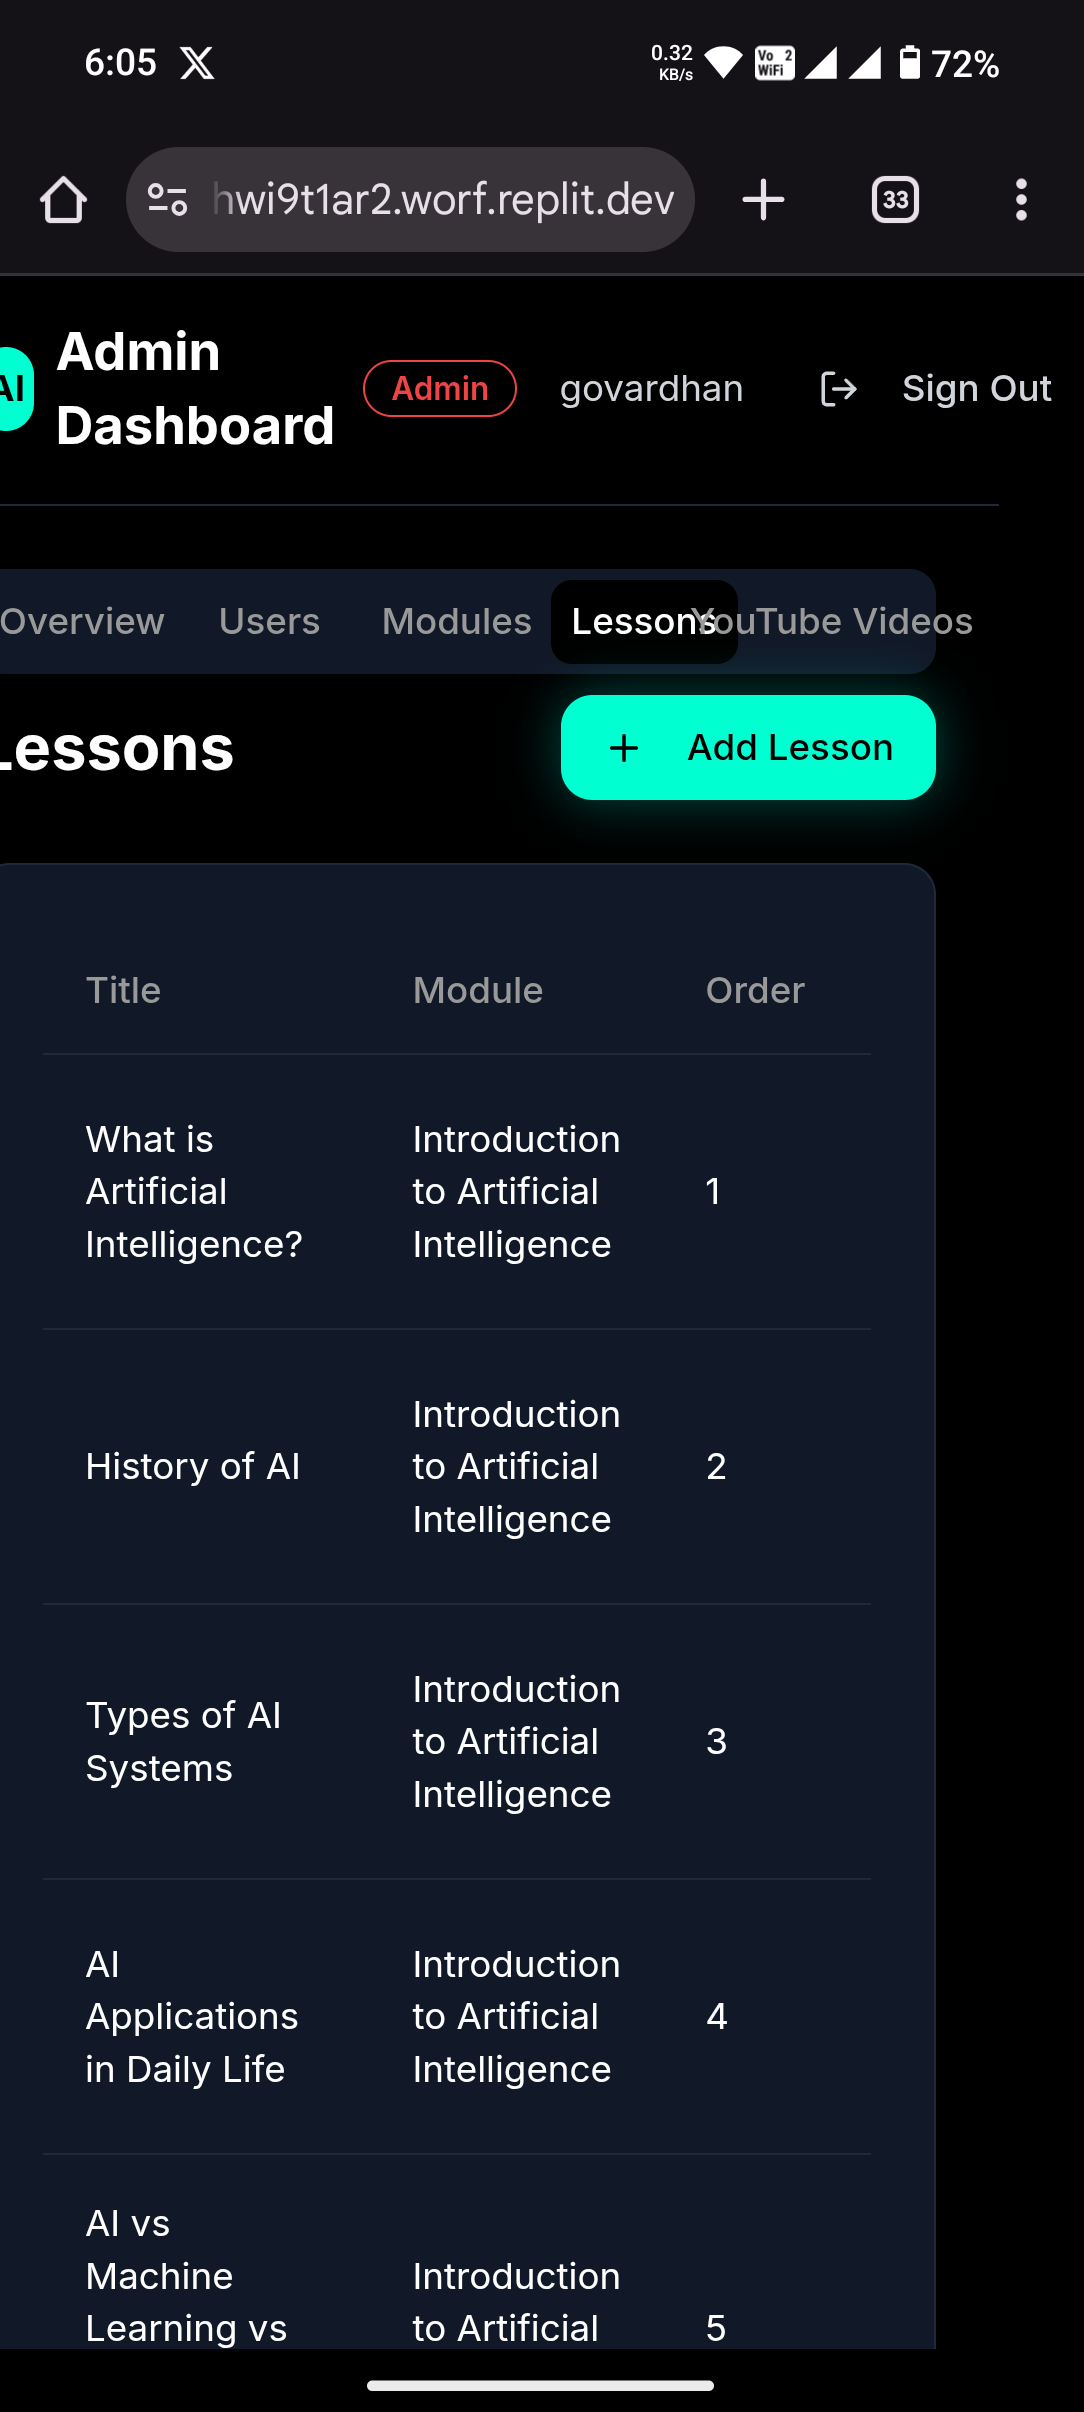 6:05
0.32
KB/s
Vo 2
WiFi
72%
hwi9t1ar2.worf.replit.dev
33
AI
Admin
Dashboard
Admin
govardhan
Sign Out
Overview
Users
Modules
Lessons
YouTube Videos
Lessons
Add Lesson
Title
Module
Order
What is
Artificial
Intelligence?
Introduction
to Artificial
Intelligence
1
History of AI
Introduction
to Artificial
Intelligence
2
Types of AI
Systems
Introduction
to Artificial
Intelligence
3
AI
Applications
in Daily Life
Introduction
to Artificial
Intelligence
4
AI vs
Machine
Learning vs
Introduction
to Artificial
5